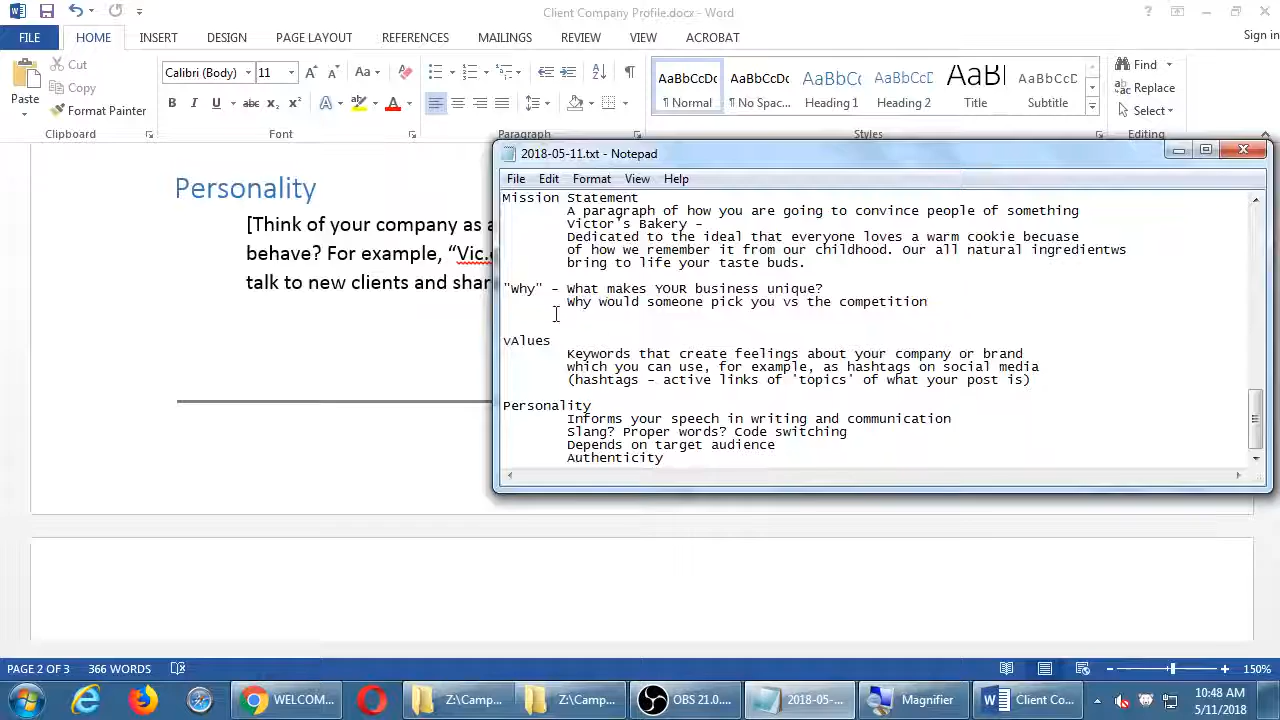 Client Company Profile.docx - Word
Sign in
FILE HOME INSERT DESIGN PAGE LAYOUT REFERENCES MAILINGS REVIEW VIEW ACROBAT
Paste
Cut
Copy
Format Painter
Clipboard
Calibri (Body) 11
Font
Paragraph
AaBbCcDc AaBbCcDc AaBbCc AaBbCcD AaB AaBbCcD
¶ Normal ¶ No Spac... Heading 1 Heading 2 Title Subtitle
Styles
Find
Replace
Select
Editing
Personality
[Think of your company as a
behave? For example, “Vic.
talk to new clients and shar
2018-05-11.txt - Notepad
File Edit Format View Help
Mission Statement
A paragraph of how you are going to convince people of something
Victor's Bakery -
Dedicated to the ideal that everyone loves a warm cookie becuase
of how we remember it from our childhood. Our all natural ingredientws
bring to life your taste buds.
"Why" - What makes YOUR business unique?
Why would someone pick you vs the competition
vAlues
Keywords that create feelings about your company or brand
which you can use, for example, as hashtags on social media
(hashtags - active links of 'topics' of what your post is)
Personality
Informs your speech in writing and communication
Slang? Proper words? Code switching
Depends on target audience
Authenticity
PAGE 2 OF 3 366 WORDS
150%
WELCOM... Z:\Camp... Z:\Camp... OBS 21.0.... 2018-05-... Magnifier Client Co...
10:48 AM
5/11/2018